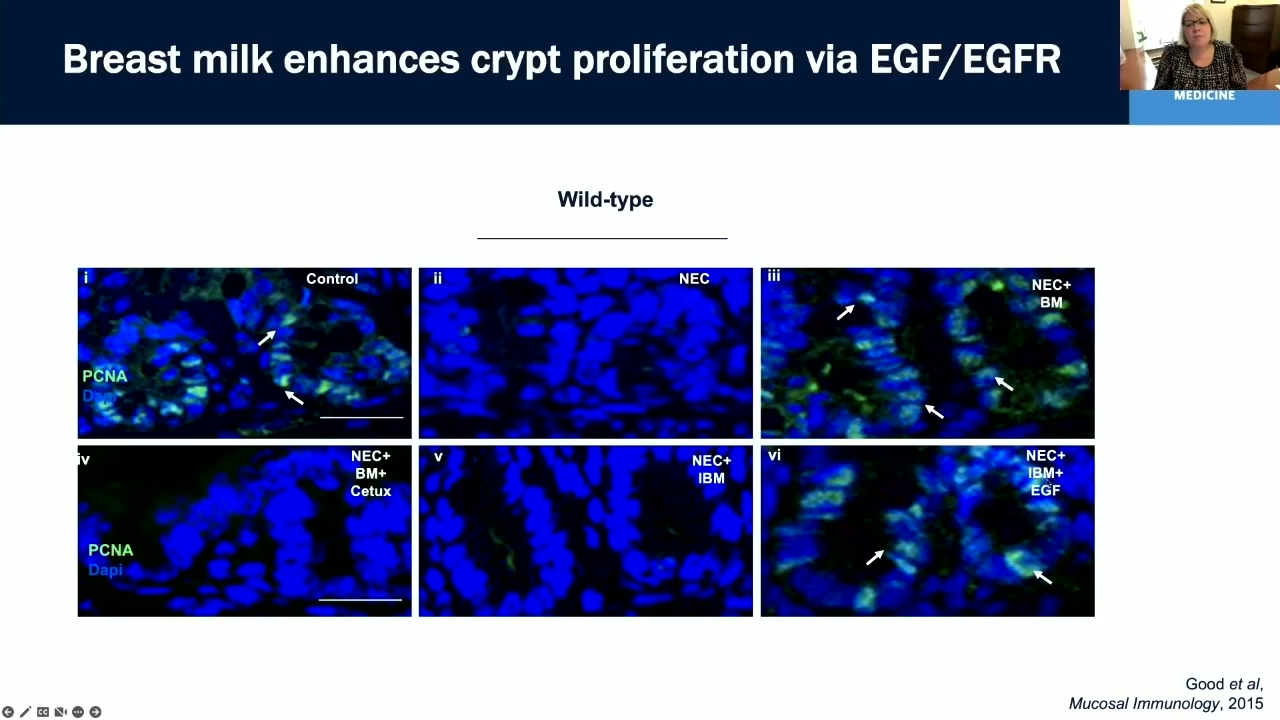 Breast milk enhances crypt proliferation via EGF/EGFR
MEDICINE
Wild-type
i
Control
PCNA
Dapi
ii
NEC
iii
NEC+
BM
iv
NEC+
BM+
Cetux
PCNA
Dapi
v
NEC+
IBM
vi
NEC+
IBM+
EGF
Good et al,
Mucosal Immunology, 2015